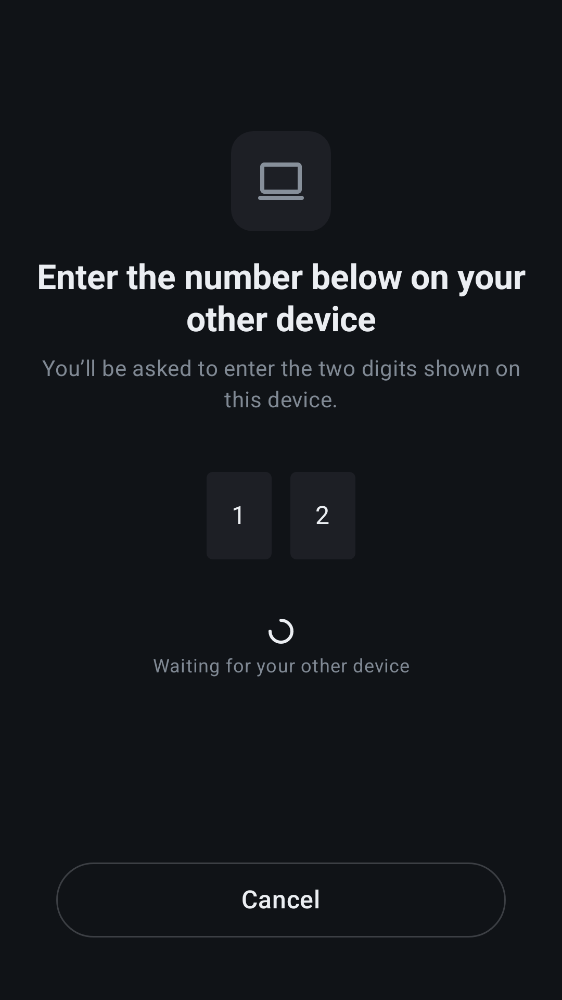 Enter the number below on your
other device
You’ll be asked to enter the two digits shown on
this device.
1 2
Waiting for your other device
Cancel